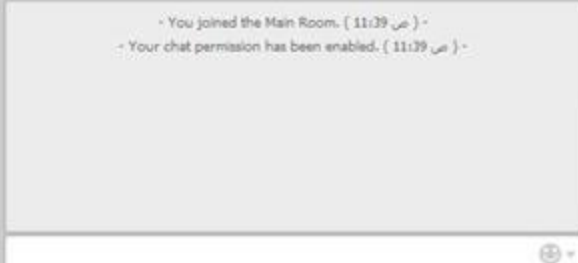 - You joined the Main Room. ( 11:39 ص ) -
- Your chat permission has been enabled. ( 11:39 ص ) -